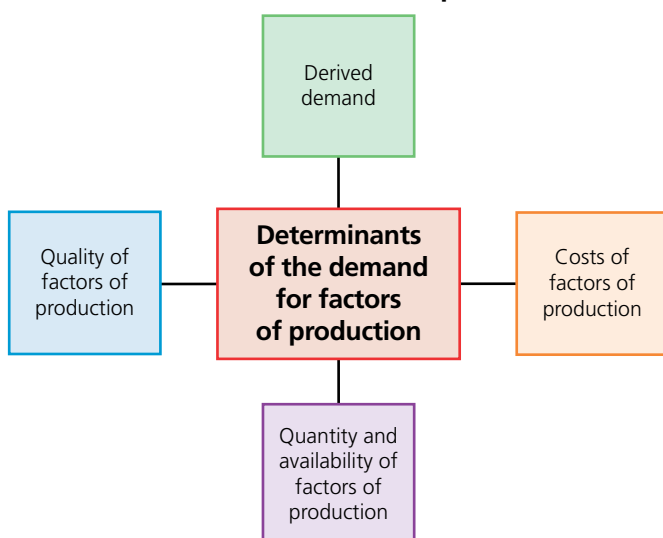 Derived
demand
Quality of
factors of
production
Determinants
of the demand
for factors
of production
Costs of
factors of
production
Quantity and
availability of
factors of
production